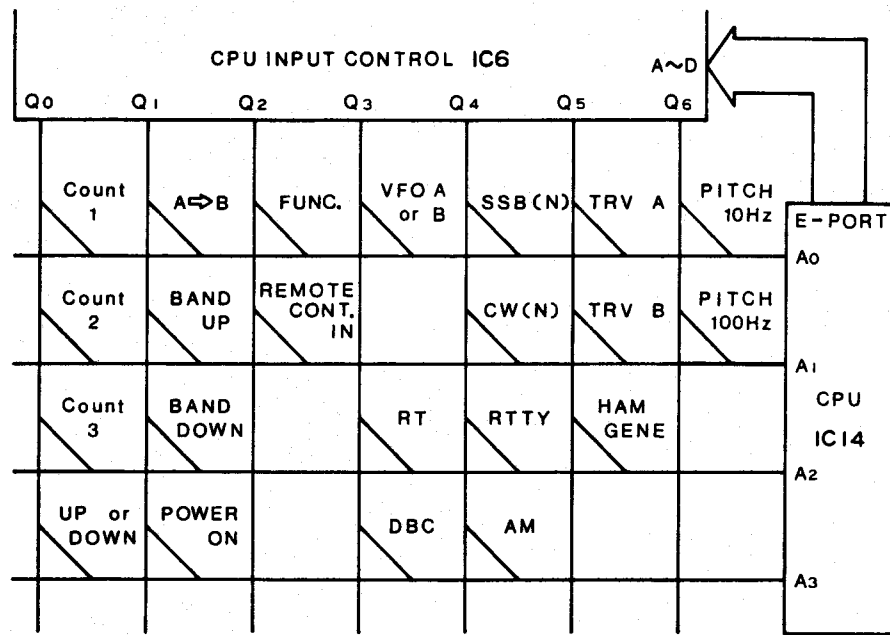 CPU INPUT CONTROL IC6
A~D
Q0 Q1 Q2 Q3 Q4 Q5 Q6
Count
1
A⇨B
FUNC.
VFO A
or B
SSB(N)
TRV A
PITCH
10Hz
E-PORT
A0
Count
2
BAND
UP
REMOTE
CONT.
IN
CW(N)
TRV B
PITCH
100Hz
A1
Count
3
BAND
DOWN
RT
RTTY
HAM
GENE
CPU
IC14
A2
UP or
DOWN
POWER
ON
DBC
AM
A3